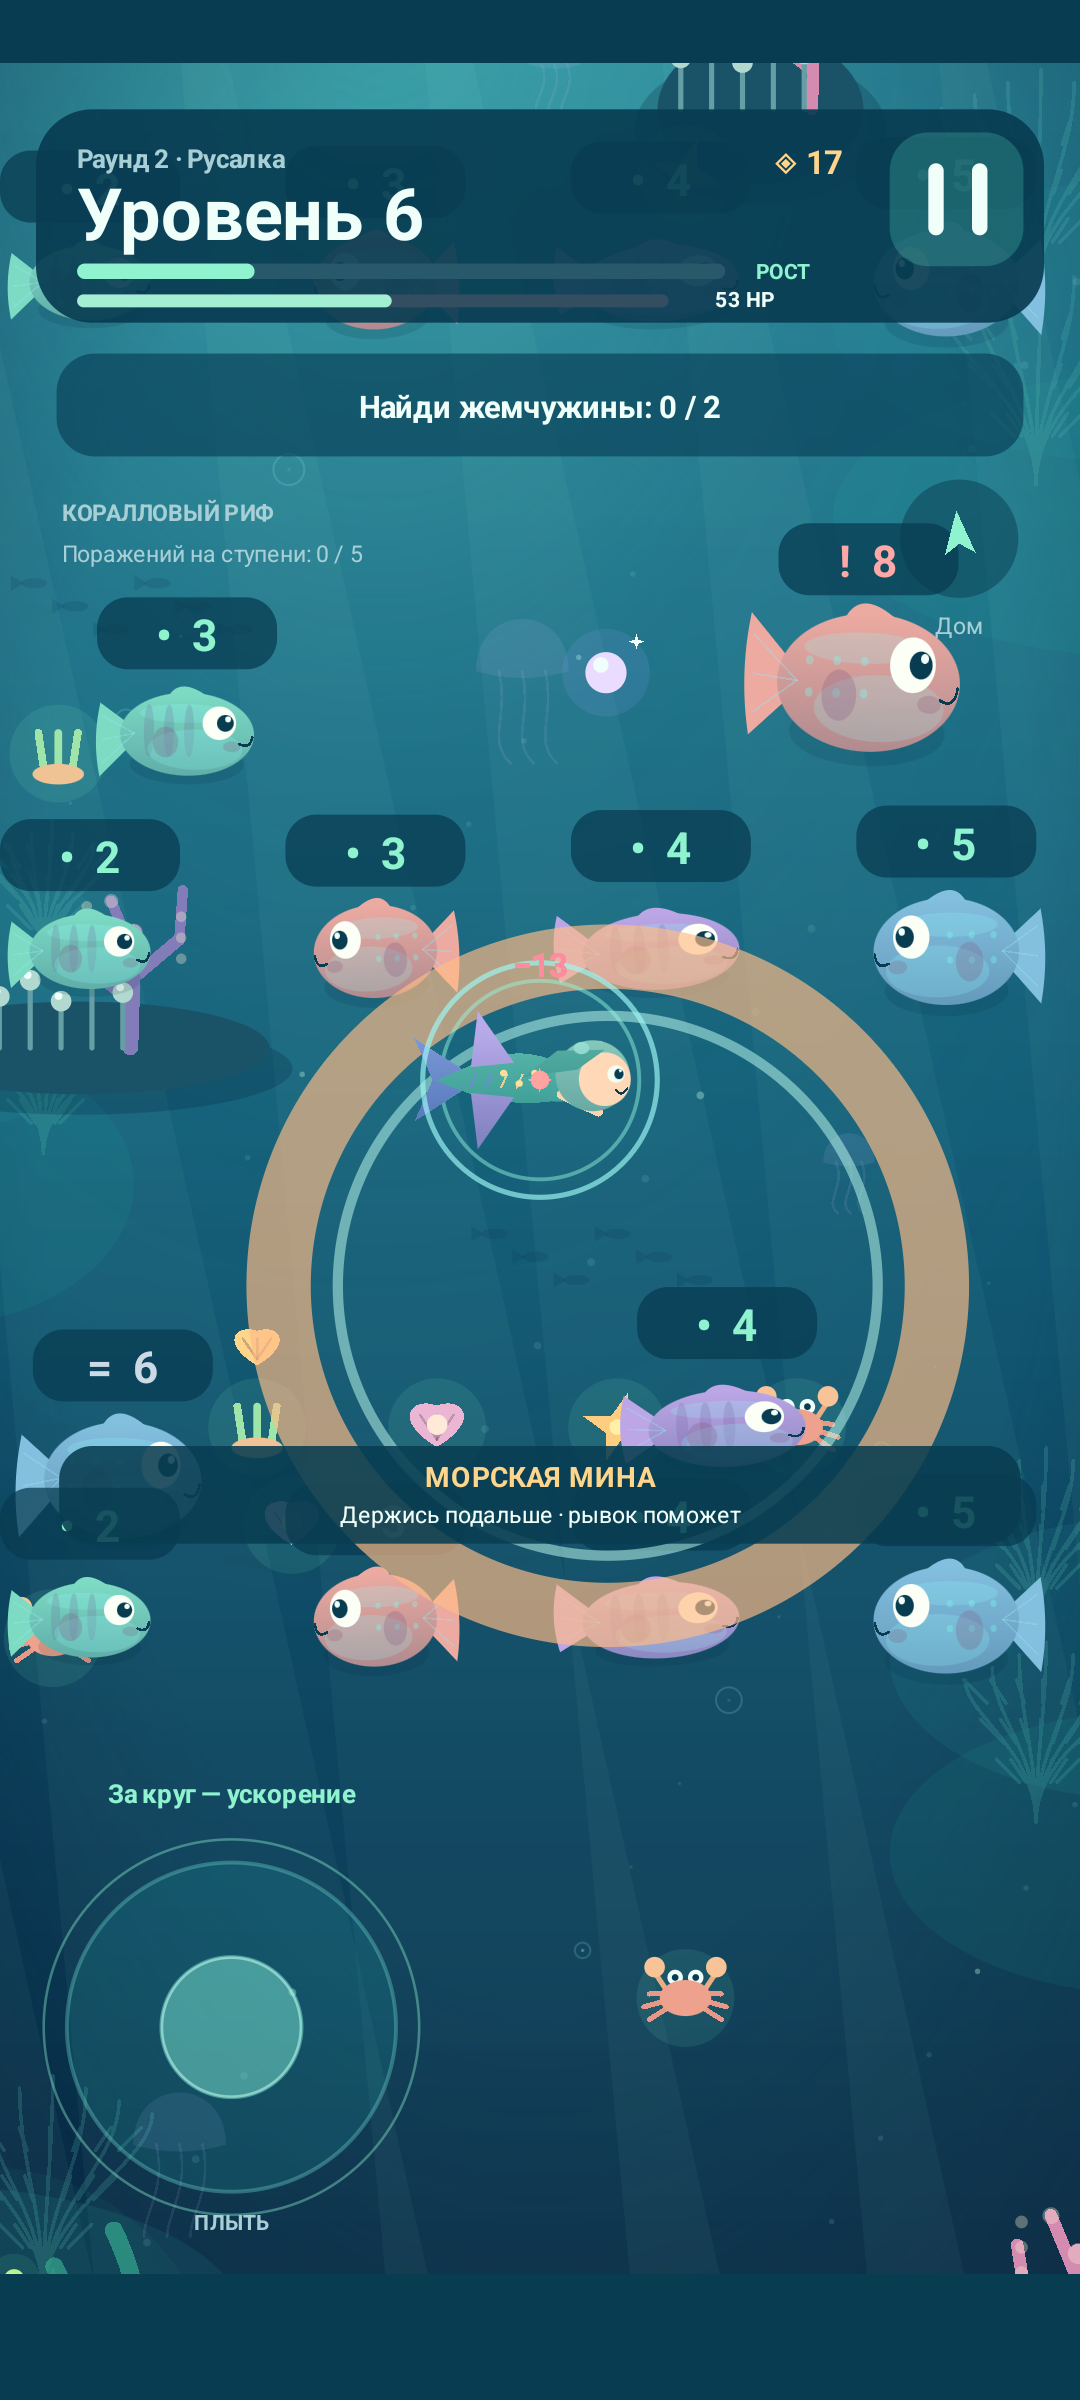 Раунд 2 · Русалка
17
Уровень 6
РОСТ
53 HP
Найди жемчужины: 0 / 2
КОРАЛЛОВЫЙ РИФ
Поражений на ступени: 0 / 5
! 8
Дом
• 3
• 2
• 3
• 4
• 5
-13
• 4
= 6
МОРСКАЯ МИНА
Держись подальше · рывок поможет
• 2
• 5
За круг — ускорение
ПЛЫТЬ